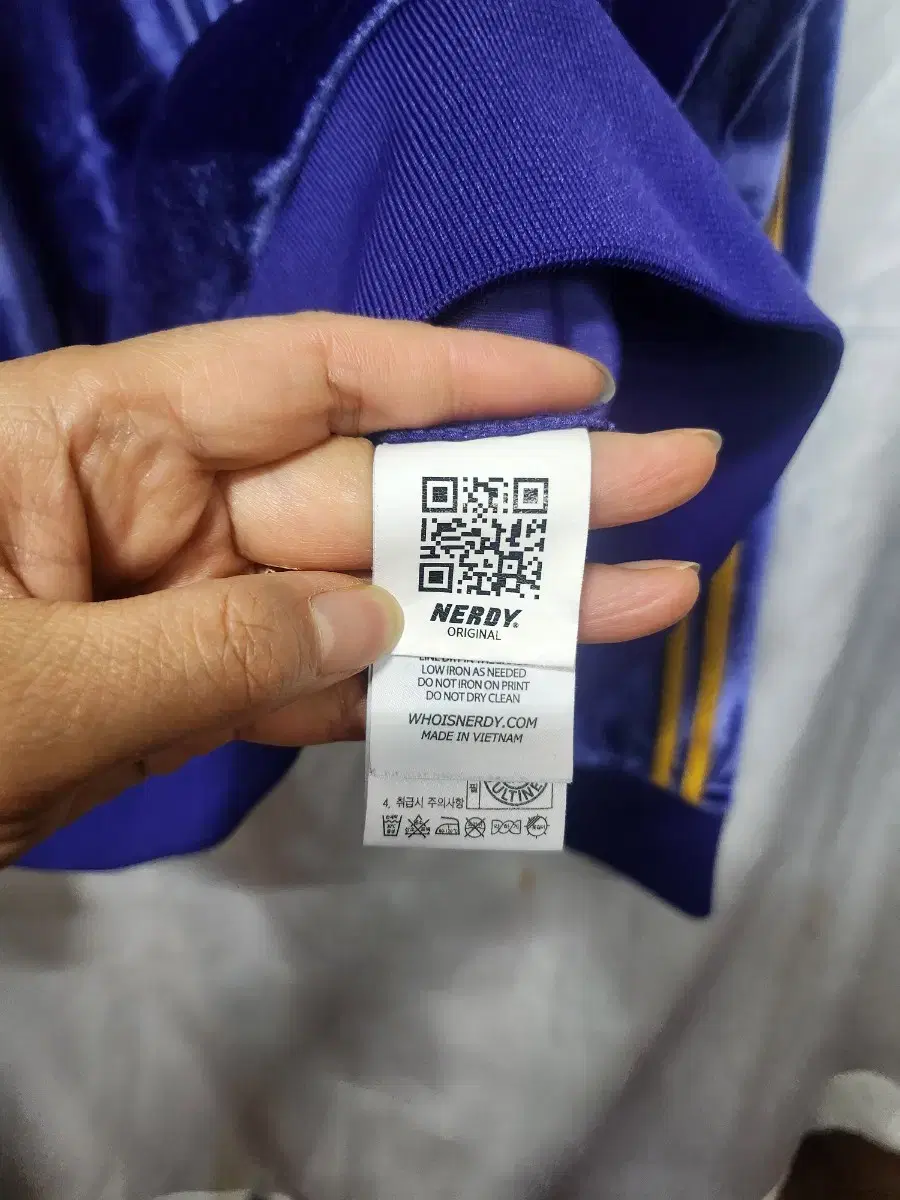 NERDY®
ORIGINAL
LOW IRON AS NEEDED
DO NOT IRON ON PRINT
DO NOT DRY CLEAN
WHOISNERDY.COM
MADE IN VIETNAM
4. 취급시 주의사항